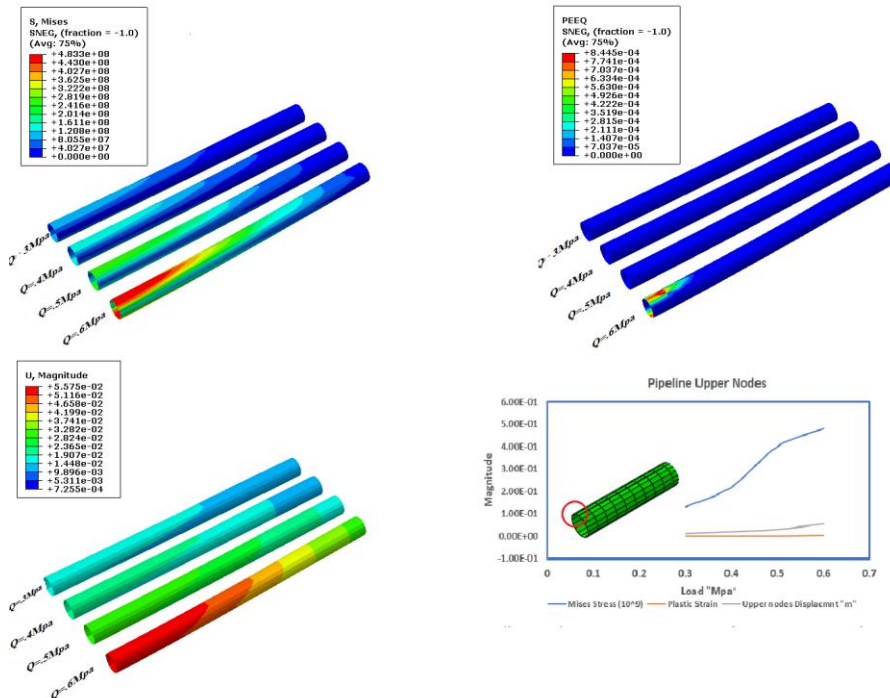 S, Mises
SNEG, (fraction = -1.0)
(Avg: 75%)
+4.833e+08
+4.430e+08
+4.027e+08
+3.625e+08
+3.222e+08
+2.819e+08
+2.416e+08
+2.014e+08
+1.611e+08
+1.208e+08
+8.055e+07
+4.027e+07
+0.000e+00
Q=.3Mpa
Q=.4Mpa
Q=.5Mpa
Q=.6Mpa
PEEQ
SNEG, (fraction = -1.0)
(Avg: 75%)
+8.445e-04
+7.741e-04
+7.037e-04
+6.334e-04
+5.630e-04
+4.926e-04
+4.222e-04
+3.519e-04
+2.815e-04
+2.111e-04
+1.407e-04
+7.037e-05
+0.000e+00
Q=.3Mpa
Q=.4Mpa
Q=.5Mpa
Q=.6Mpa
U, Magnitude
+5.575e-02
+5.116e-02
+4.658e-02
+4.199e-02
+3.741e-02
+3.282e-02
+2.824e-02
+2.365e-02
+1.907e-02
+1.448e-02
+9.896e-03
+5.311e-03
+7.255e-04
Q=.3Mpa
Q=.4Mpa
Q=.5Mpa
Q=.6Mpa
Pipeline Upper Nodes
6.00E-01
5.00E-01
4.00E-01
3.00E-01
2.00E-01
1.00E-01
0.00E+00
-1.00E-01
Magnitude
0 0.1 0.2 0.3 0.4 0.5 0.6 0.7
Load "Mpa"
Mises Stress (10^9) Plastic Strain Upper nodes Displacmnt "m"